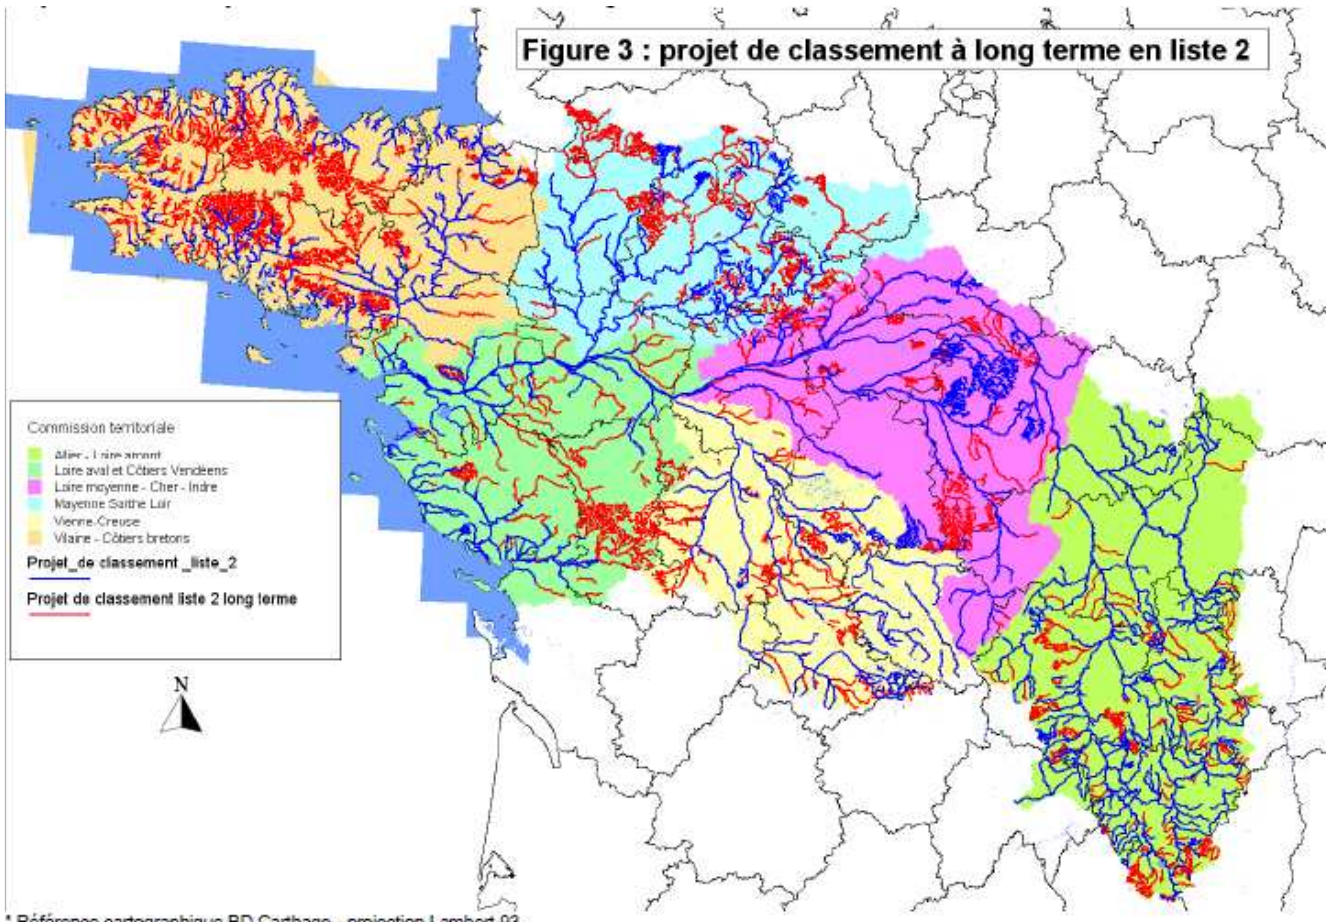 Figure 3 : projet de classement à long terme en liste 2
Commission territoriale
Allier - Loire amont
Loire aval et Côtiers Vendéens
Loire moyenne - Cher - Indre
Mayenne Sarthe Loir
Vienne-Creuse
Vilaine - Côtiers bretons
Projet_de classement _liste_2
Projet de classement liste 2 long terme
N
* Référence cartographique BD Carthage - projection Lambert 93